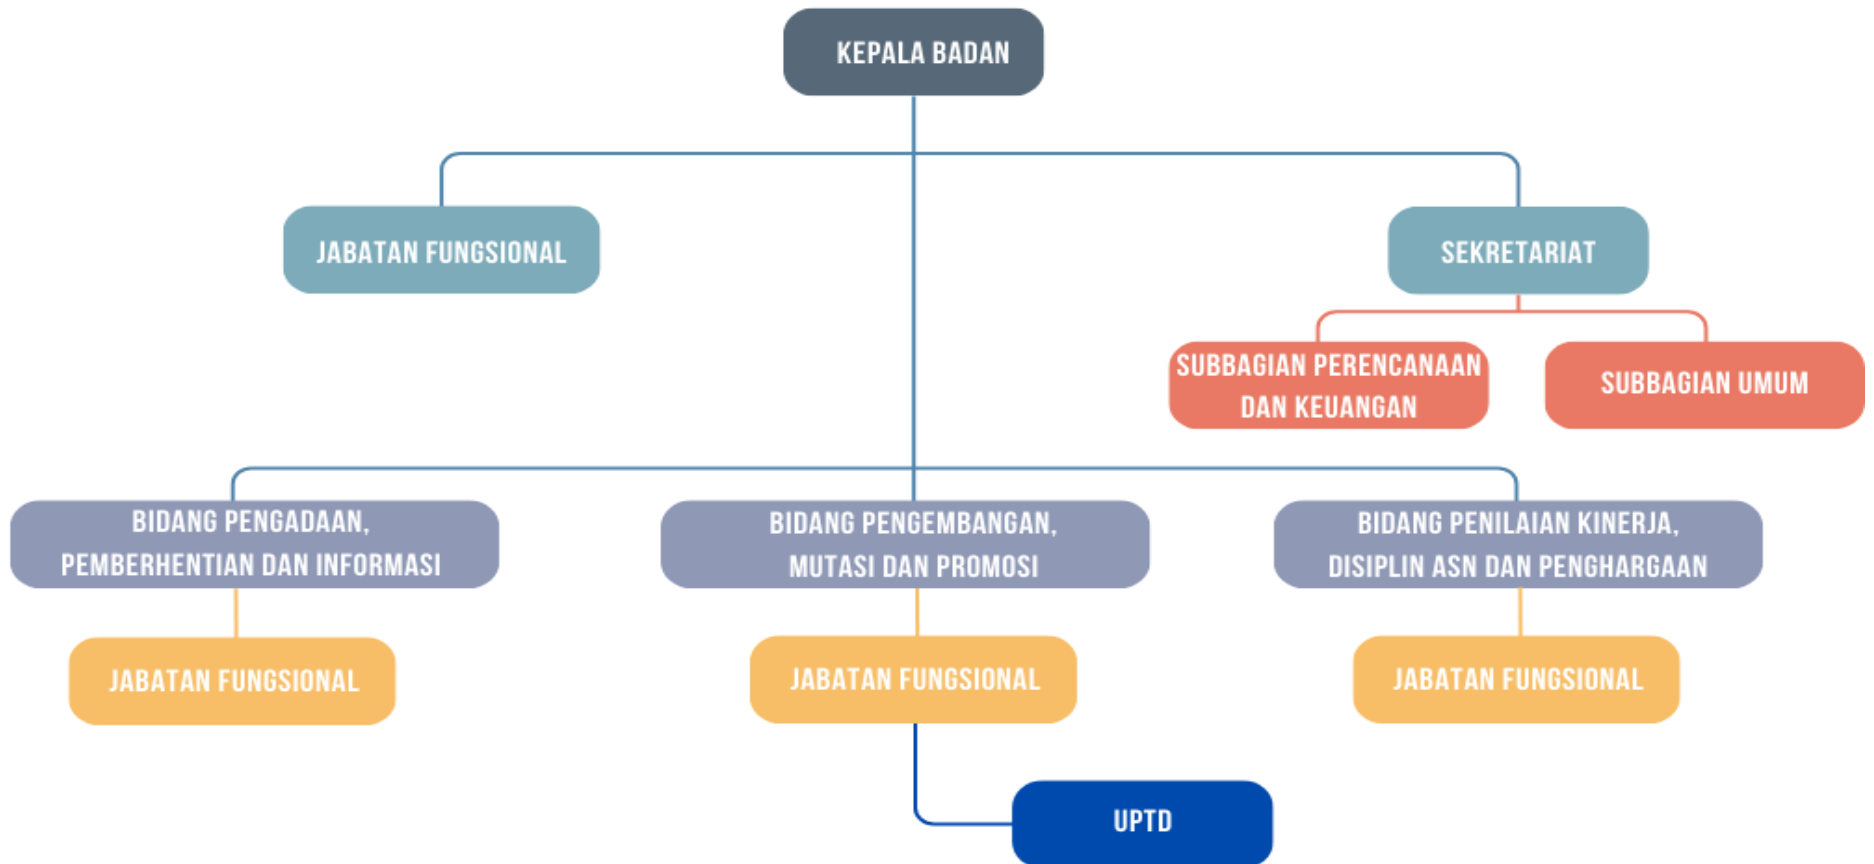 KEPALA BADAN
JABATAN FUNGSIONAL
SEKRETARIAT
SUBBAGIAN PERENCANAAN
DAN KEUANGAN
SUBBAGIAN UMUM
BIDANG PENGADAAN,
PEMBERHENTIAN DAN INFORMASI
BIDANG PENGEMBANGAN,
MUTASI DAN PROMOSI
BIDANG PENILAIAN KINERJA,
DISIPLIN ASN DAN PENGHARGAAN
JABATAN FUNGSIONAL
JABATAN FUNGSIONAL
JABATAN FUNGSIONAL
UPTD